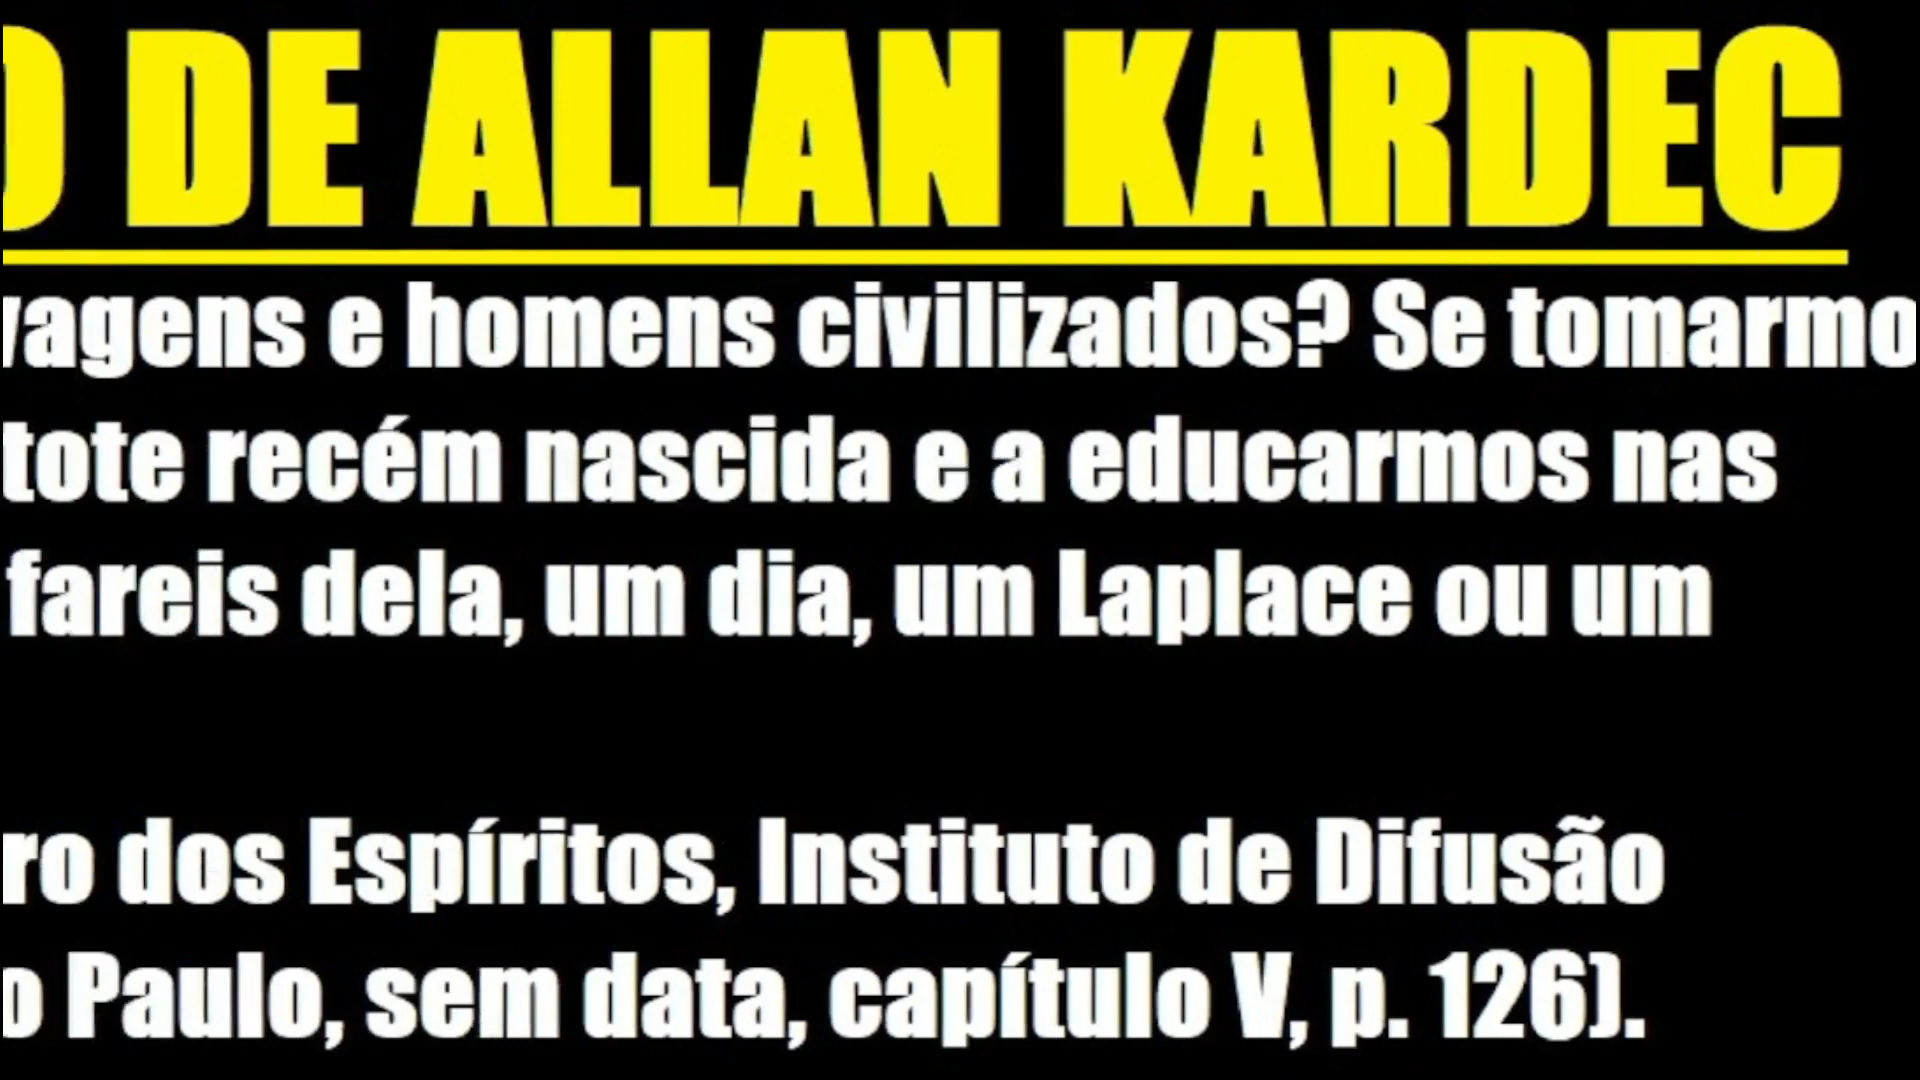 DE ALLAN KARDEC
vagens e homens civilizados? Se tomarmo
tote recém nascida e a educarmos nas
fareis dela, um dia, um Laplace ou um
ro dos Espíritos, Instituto de Difusão
o Paulo, sem data, capítulo V, p. 126).